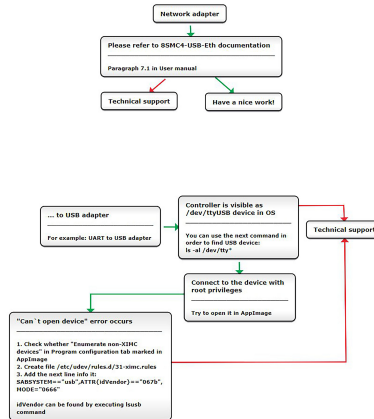 Network adapter
Please refer to 8SMC4-USB-Eth documentation
Paragraph 7.1 in User manual
Technical support
Have a nice work!
... to USB adapter
For example: UART to USB adapter
Controller is visible as
/dev/ttyUSB device in OS
You can use the next command in
order to find USB device:
ls -al /dev/tty*
Technical support
Connect to the device with
root privileges
Try to open it in AppImage
"Can`t open device" error occurs
1. Check whether "Enumerate non-XIMC
devices" in Program configuration tab marked in
AppImage
2. Create file /etc/udev/rules.d/31-ximc.rules
3. Add the next line info it:
SABSYSTEM=="usb",ATTR{idVendor}=="067b",
MODE="0666"
idVendor can be found by executing lsusb
command